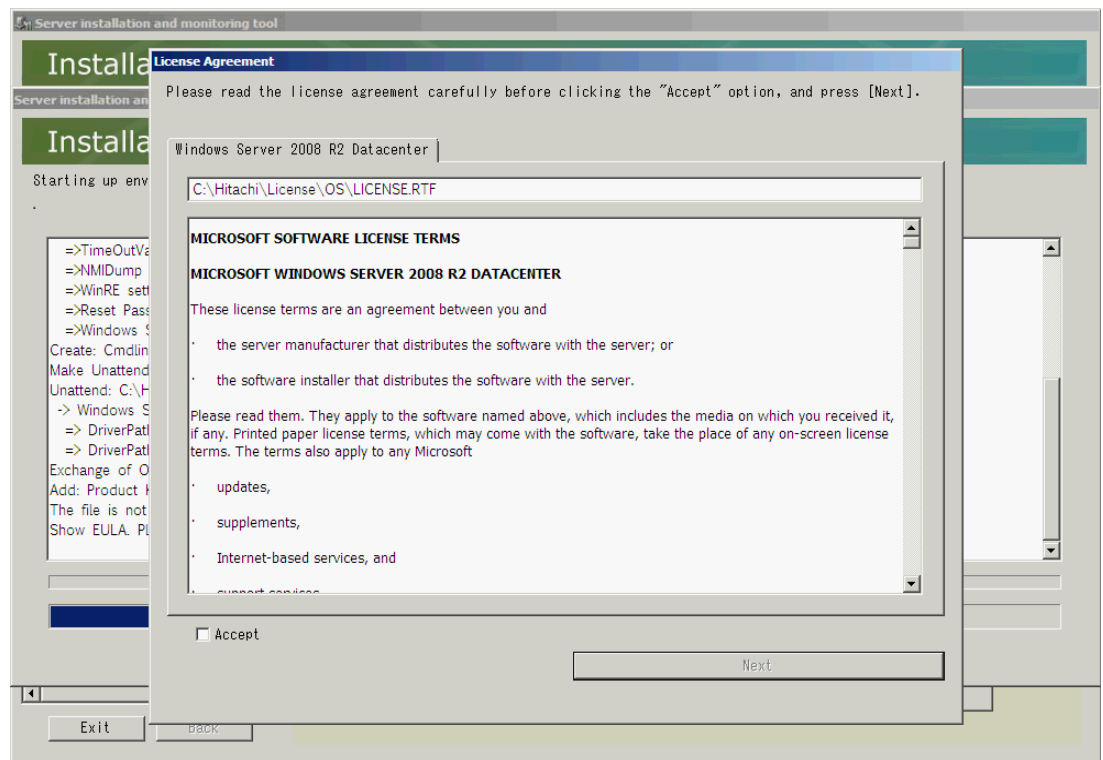 Server installation and monitoring tool
Installa
Server installation an
Installa
Starting up env
.
=>TimeOutVa
=>NMIDump
=>WinRE sett
=>Reset Pass
=>Windows S
Create: Cmdlin
Make Unattend
Unattend: C:\H
-> Windows S
=> DriverPatl
=> DriverPatl
Exchange of O
Add: Product K
The file is not
Show EULA. Pl
License Agreement
Please read the license agreement carefully before clicking the "Accept" option, and press [Next].
Windows Server 2008 R2 Datacenter
C:\Hitachi\License\OS\LICENSE.RTF
MICROSOFT SOFTWARE LICENSE TERMS
MICROSOFT WINDOWS SERVER 2008 R2 DATACENTER
These license terms are an agreement between you and
· the server manufacturer that distributes the software with the server; or
· the software installer that distributes the software with the server.
Please read them. They apply to the software named above, which includes the media on which you received it,
if any. Printed paper license terms, which may come with the software, take the place of any on-screen license
terms. The terms also apply to any Microsoft
· updates,
· supplements,
· Internet-based services, and
· support services
Accept
Next
Exit
Back